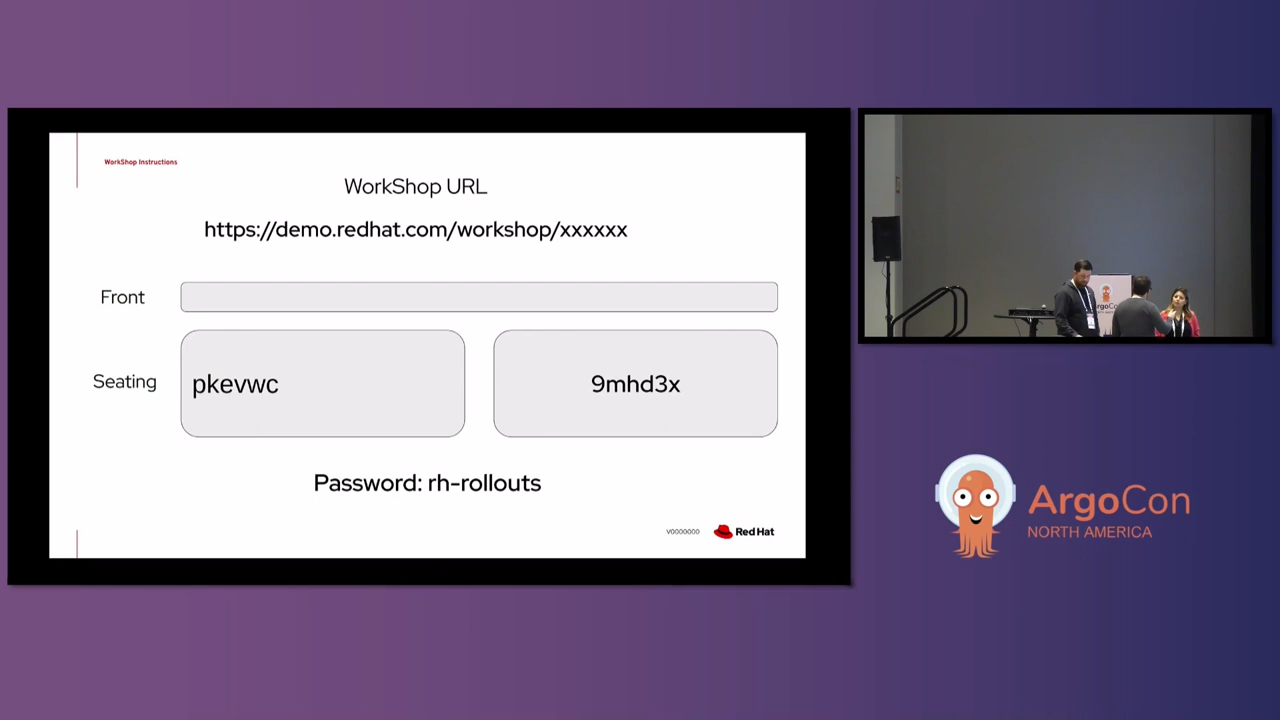 WorkShop Instructions
WorkShop URL
https://demo.redhat.com/workshop/xxxxxx
Front
Seating
pkevwc
9mhd3x
Password: rh-rollouts
V0000000
Red Hat
ArgoCon
NORTH AMERICA